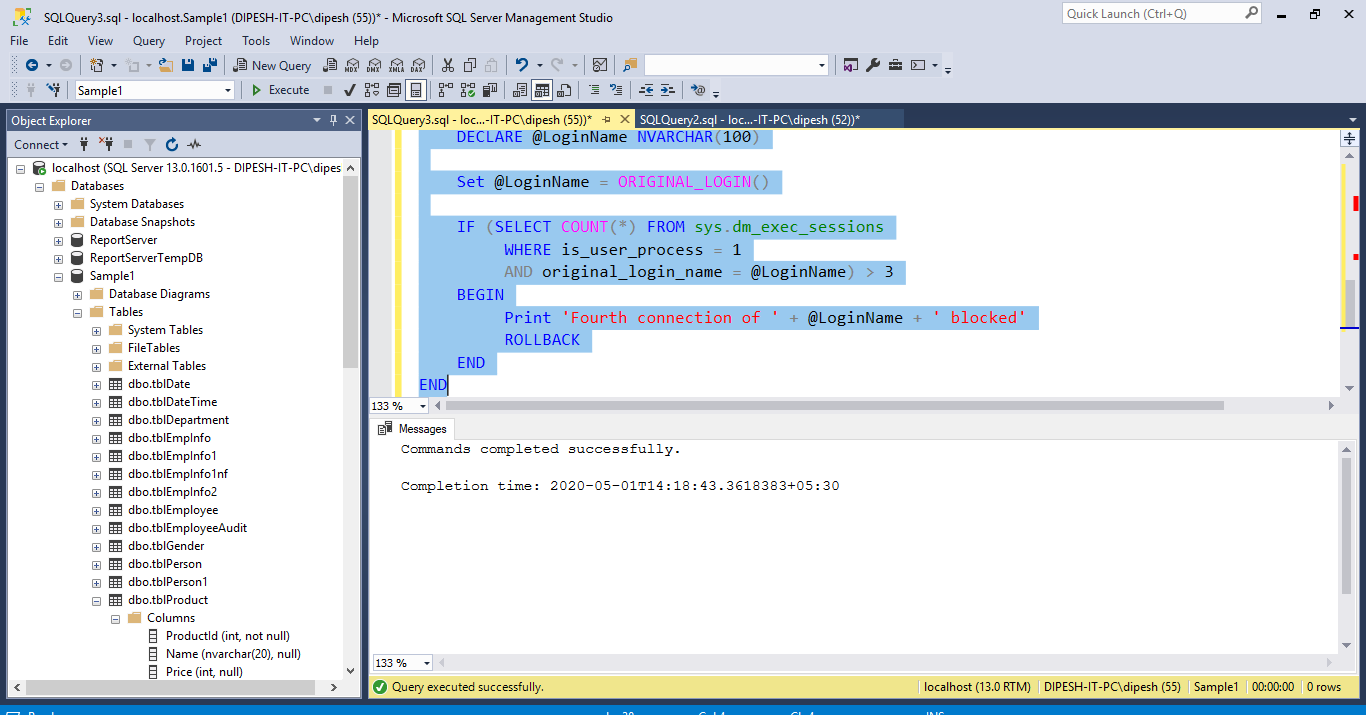 SQLQuery3.sql - localhost.Sample1 (DIPESH-IT-PC\dipesh (55))* - Microsoft SQL Server Management Studio
Quick Launch (Ctrl+Q)
File Edit View Query Project Tools Window Help
New Query
MDX DMX XMLA DAX
Sample1
Execute
Object Explorer
Connect
localhost (SQL Server 13.0.1601.5 - DIPESH-IT-PC\dipes
Databases
System Databases
Database Snapshots
ReportServer
ReportServerTempDB
Sample1
Database Diagrams
Tables
System Tables
FileTables
External Tables
dbo.tblDate
dbo.tblDateTime
dbo.tblDepartment
dbo.tblEmpInfo
dbo.tblEmpInfo1
dbo.tblEmpInfo1nf
dbo.tblEmpInfo2
dbo.tblEmployee
dbo.tblEmployeeAudit
dbo.tblGender
dbo.tblPerson
dbo.tblPerson1
dbo.tblProduct
Columns
ProductId (int, not null)
Name (nvarchar(20), null)
Price (int, null)
SQLQuery3.sql - loc...-IT-PC\dipesh (55))*
SQLQuery2.sql - loc...-IT-PC\dipesh (52))*
DECLARE @LoginName NVARCHAR(100)
Set @LoginName = ORIGINAL_LOGIN()
IF (SELECT COUNT(*) FROM sys.dm_exec_sessions
WHERE is_user_process = 1
AND original_login_name = @LoginName) > 3
BEGIN
Print 'Fourth connection of ' + @LoginName + ' blocked'
ROLLBACK
END
END
133 %
Messages
Commands completed successfully.
Completion time: 2020-05-01T14:18:43.3618383+05:30
133 %
Query executed successfully.
localhost (13.0 RTM) DIPESH-IT-PC\dipesh (55) Sample1 00:00:00 0 rows